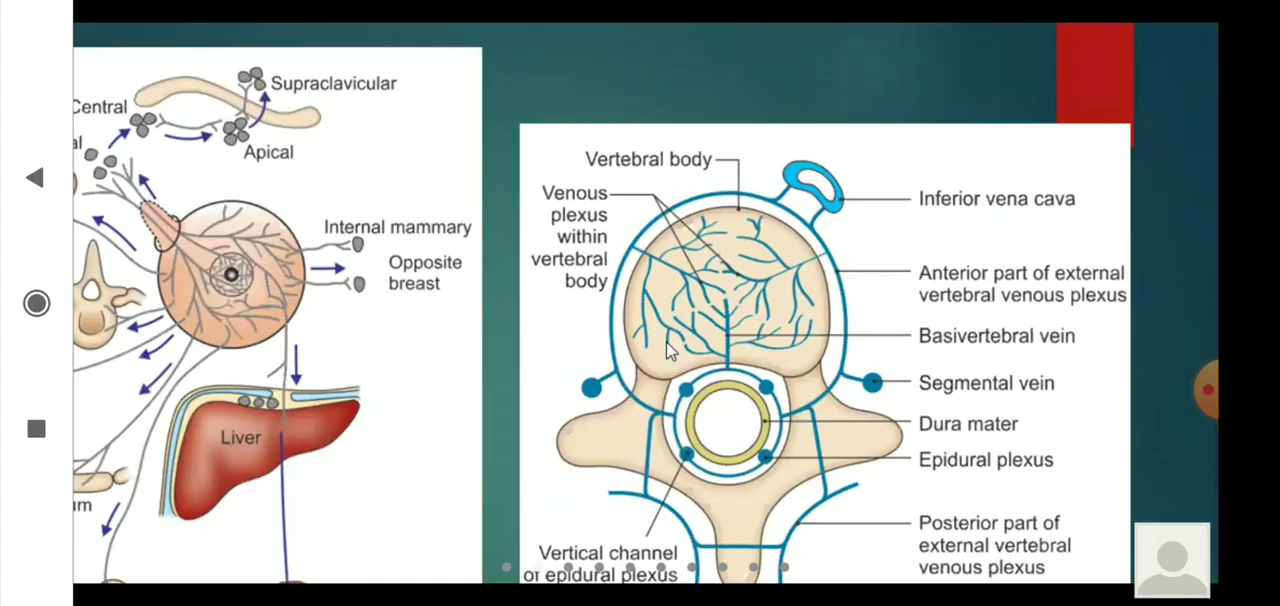 Supraclavicular
Central
al
Apical
Internal mammary
Opposite
breast
Liver
um
Vertebral body
Venous
plexus
within
vertebral
body
Inferior vena cava
Anterior part of external
vertebral venous plexus
Basivertebral vein
Segmental vein
Dura mater
Epidural plexus
Posterior part of
external vertebral
venous plexus
Vertical channel
of epidural plexus